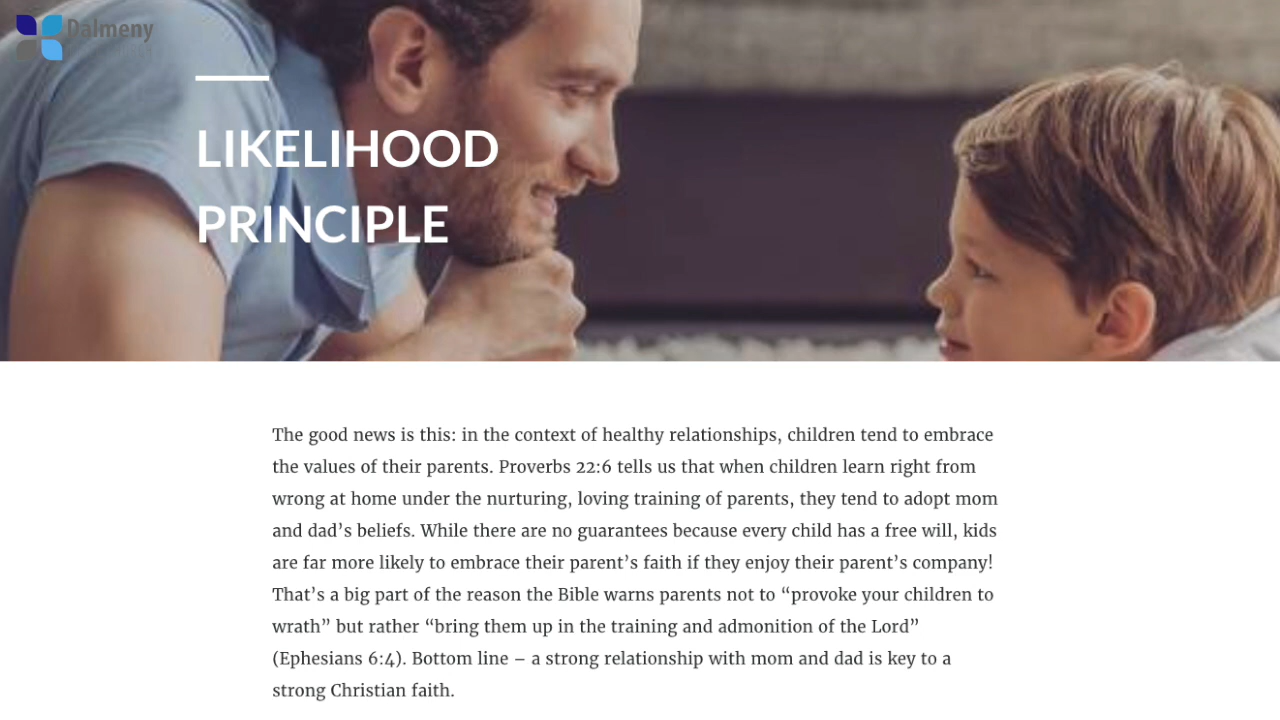 Dalmeny
LIKELIHOOD
PRINCIPLE
The good news is this: in the context of healthy relationships, children tend to embrace
the values of their parents. Proverbs 22:6 tells us that when children learn right from
wrong at home under the nurturing, loving training of parents, they tend to adopt mom
and dad’s beliefs. While there are no guarantees because every child has a free will, kids
are far more likely to embrace their parent’s faith if they enjoy their parent’s company!
That’s a big part of the reason the Bible warns parents not to “provoke your children to
wrath” but rather “bring them up in the training and admonition of the Lord”
(Ephesians 6:4). Bottom line – a strong relationship with mom and dad is key to a
strong Christian faith.